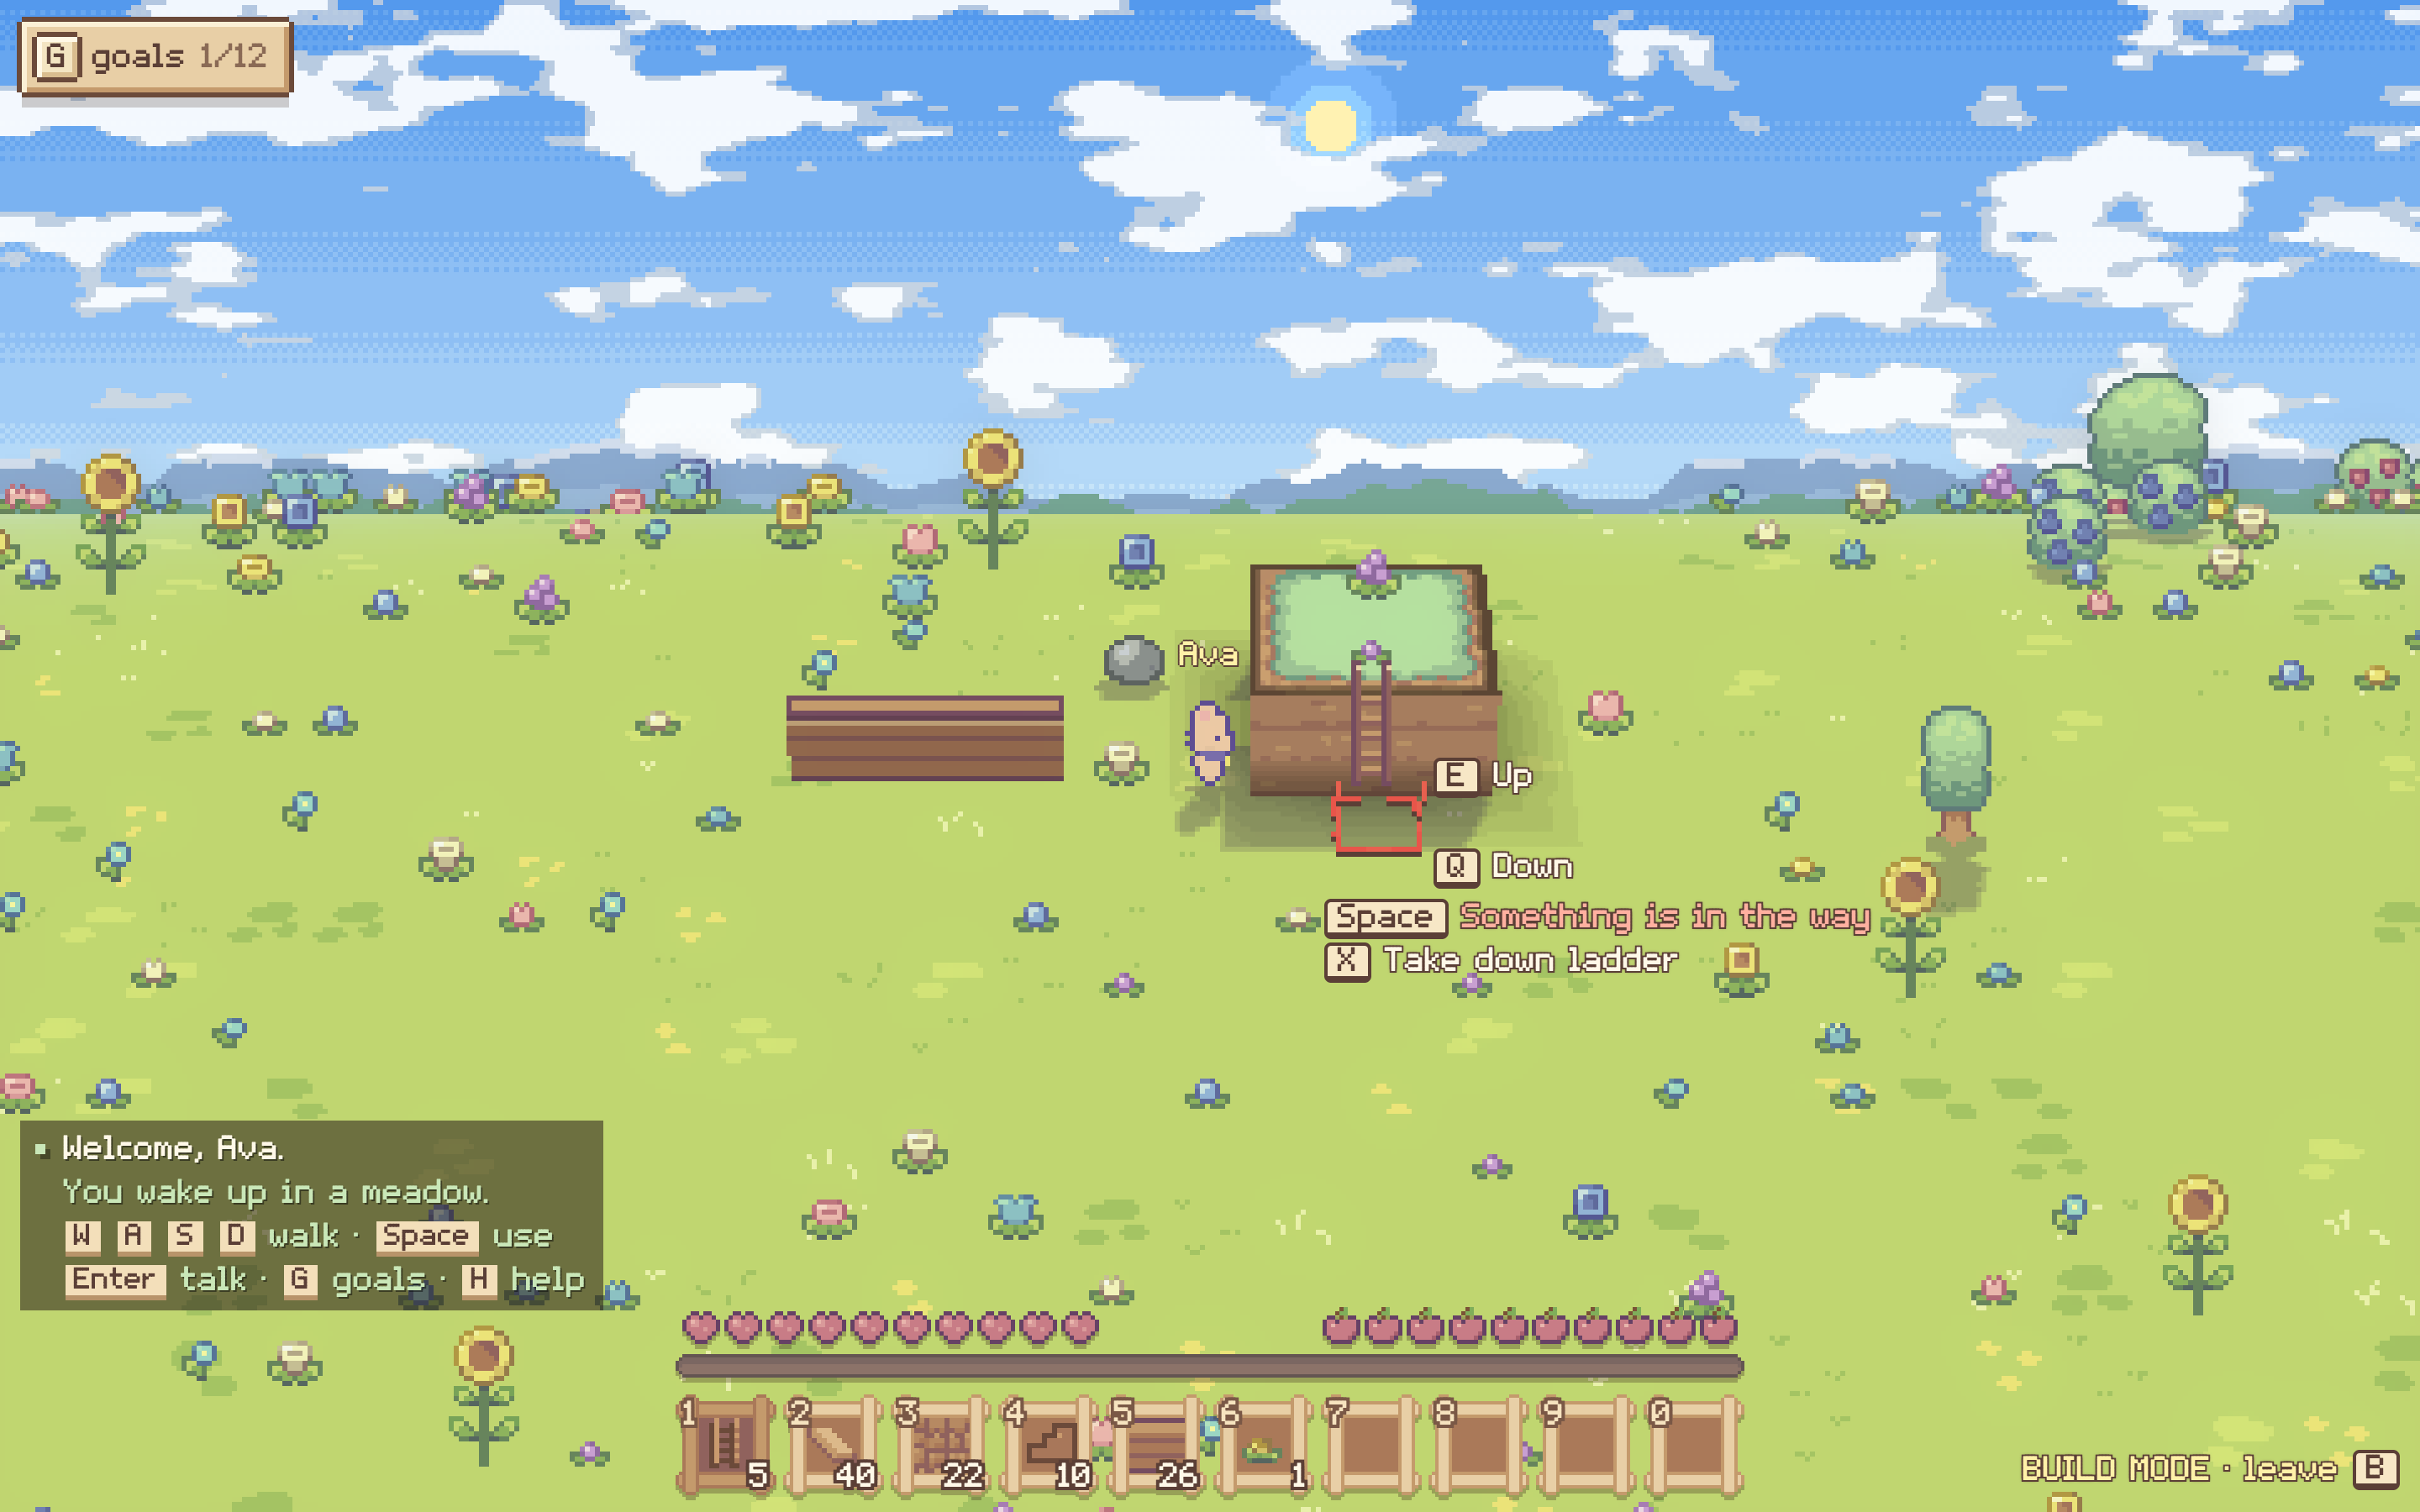 G goals 1/12
Ava
E Up
Q Down
Space Something is in the way
X Take down ladder
Welcome, Ava.
You wake up in a meadow.
W A S D walk · Space use
Enter talk · G goals · H help
1 2 3 4 5 6 7 8 9 0
5 40 22 10 26 1
BUILD MODE · leave B